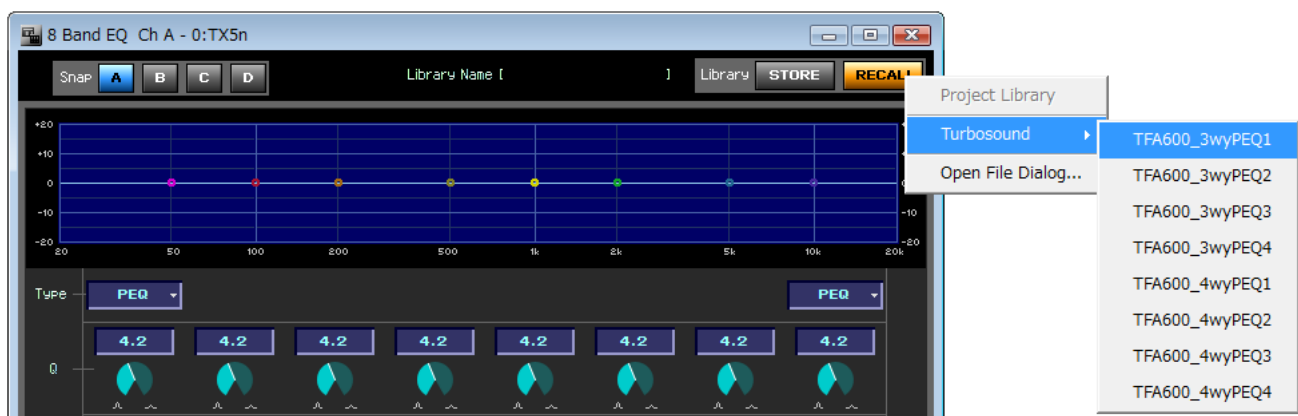 8 Band EQ Ch A - 0:TX5n
Snap A B C D Library Name [ ] Library STORE RECALL
Project Library
Turbosound
Open File Dialog...
TFA600_3wyPEQ1
TFA600_3wyPEQ2
TFA600_3wyPEQ3
TFA600_3wyPEQ4
TFA600_4wyPEQ1
TFA600_4wyPEQ2
TFA600_4wyPEQ3
TFA600_4wyPEQ4
+20
+10
0
-10 -10
-20 -20
20 50 100 200 500 1k 2k 5k 10k 20k
Type PEQ PEQ
4.2 4.2 4.2 4.2 4.2 4.2 4.2 4.2
Q